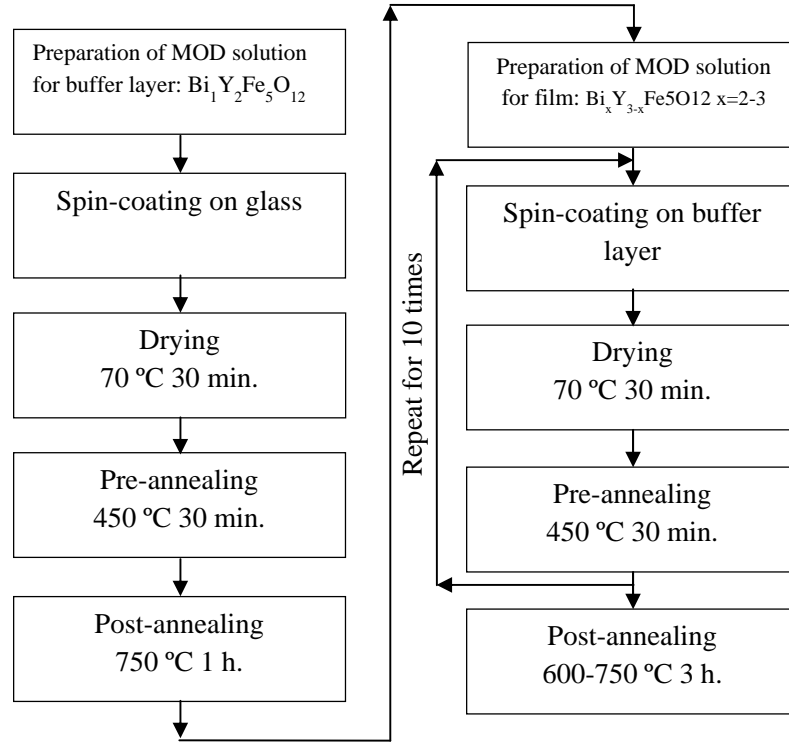 Preparation of MOD solution
for buffer layer: Bi₁Y₂Fe₅O₁₂
Spin-coating on glass
Drying
70 ºC 30 min.
Pre-annealing
450 ºC 30 min.
Post-annealing
750 ºC 1 h.
Preparation of MOD solution
for film: BiₓY₃₋ₓFe5O12 x=2-3
Repeat for 10 times
Spin-coating on buffer
layer
Drying
70 ºC 30 min.
Pre-annealing
450 ºC 30 min.
Post-annealing
600-750 ºC 3 h.